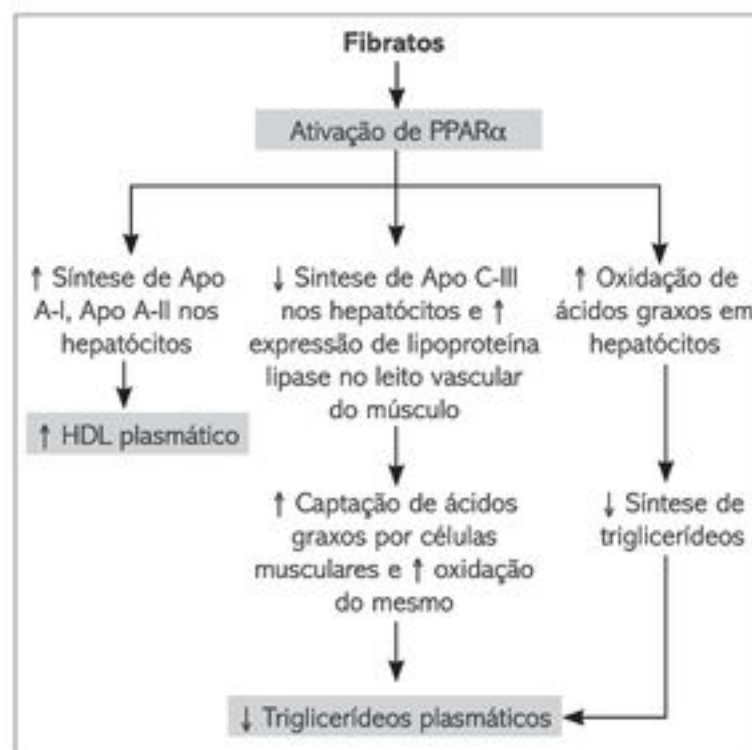 Fibratos
Ativação de PPARα
↑ Síntese de Apo
A-I, Apo A-II nos
hepatócitos
↑ HDL plasmático
↓ Sintese de Apo C-III
nos hepatócitos e ↑
expressão de lipoproteína
lipase no leito vascular
do músculo
↑ Captação de ácidos
graxos por células
musculares e ↑ oxidação
do mesmo
↑ Oxidação de
ácidos graxos em
hepatócitos
↓ Síntese de
triglicerídeos
↓ Triglicerídeos plasmáticos